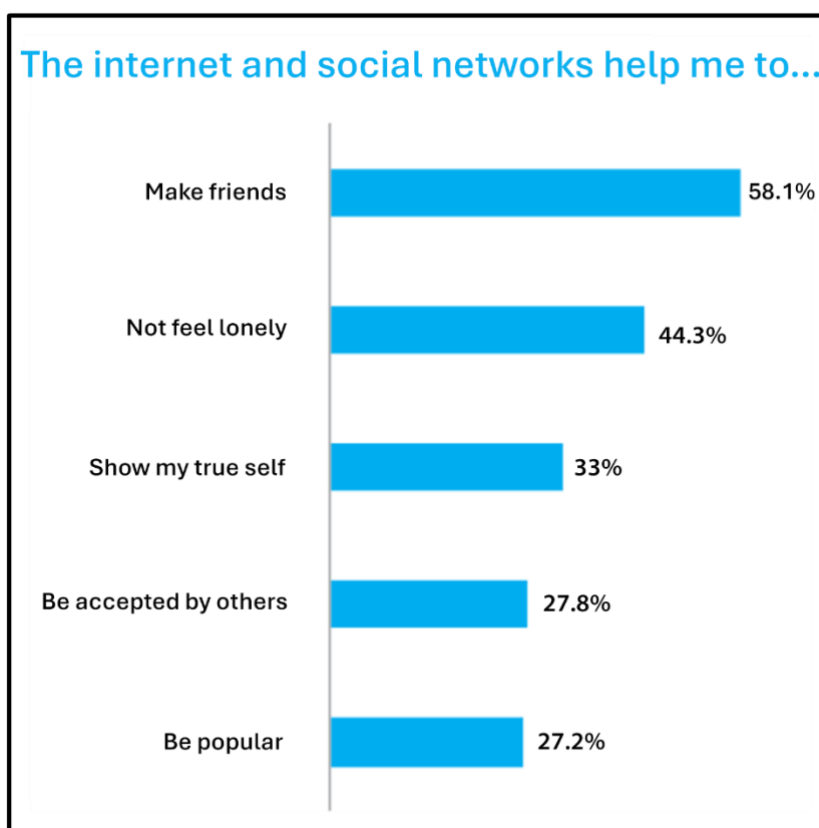 The internet and social networks help me to...
Make friends 58.1%
Not feel lonely 44.3%
Show my true self 33%
Be accepted by others 27.8%
Be popular 27.2%